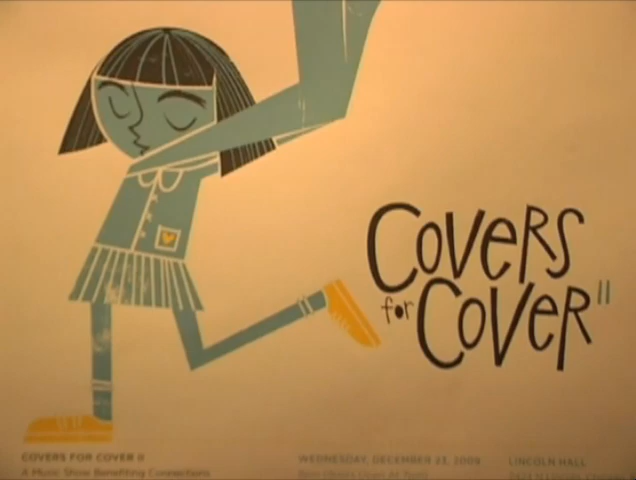 COVERS
for COVER II
COVERS FOR COVER II
WEDNESDAY, DECEMBER 23, 2009
LINCOLN HALL
A Music Show Benefiting Connections